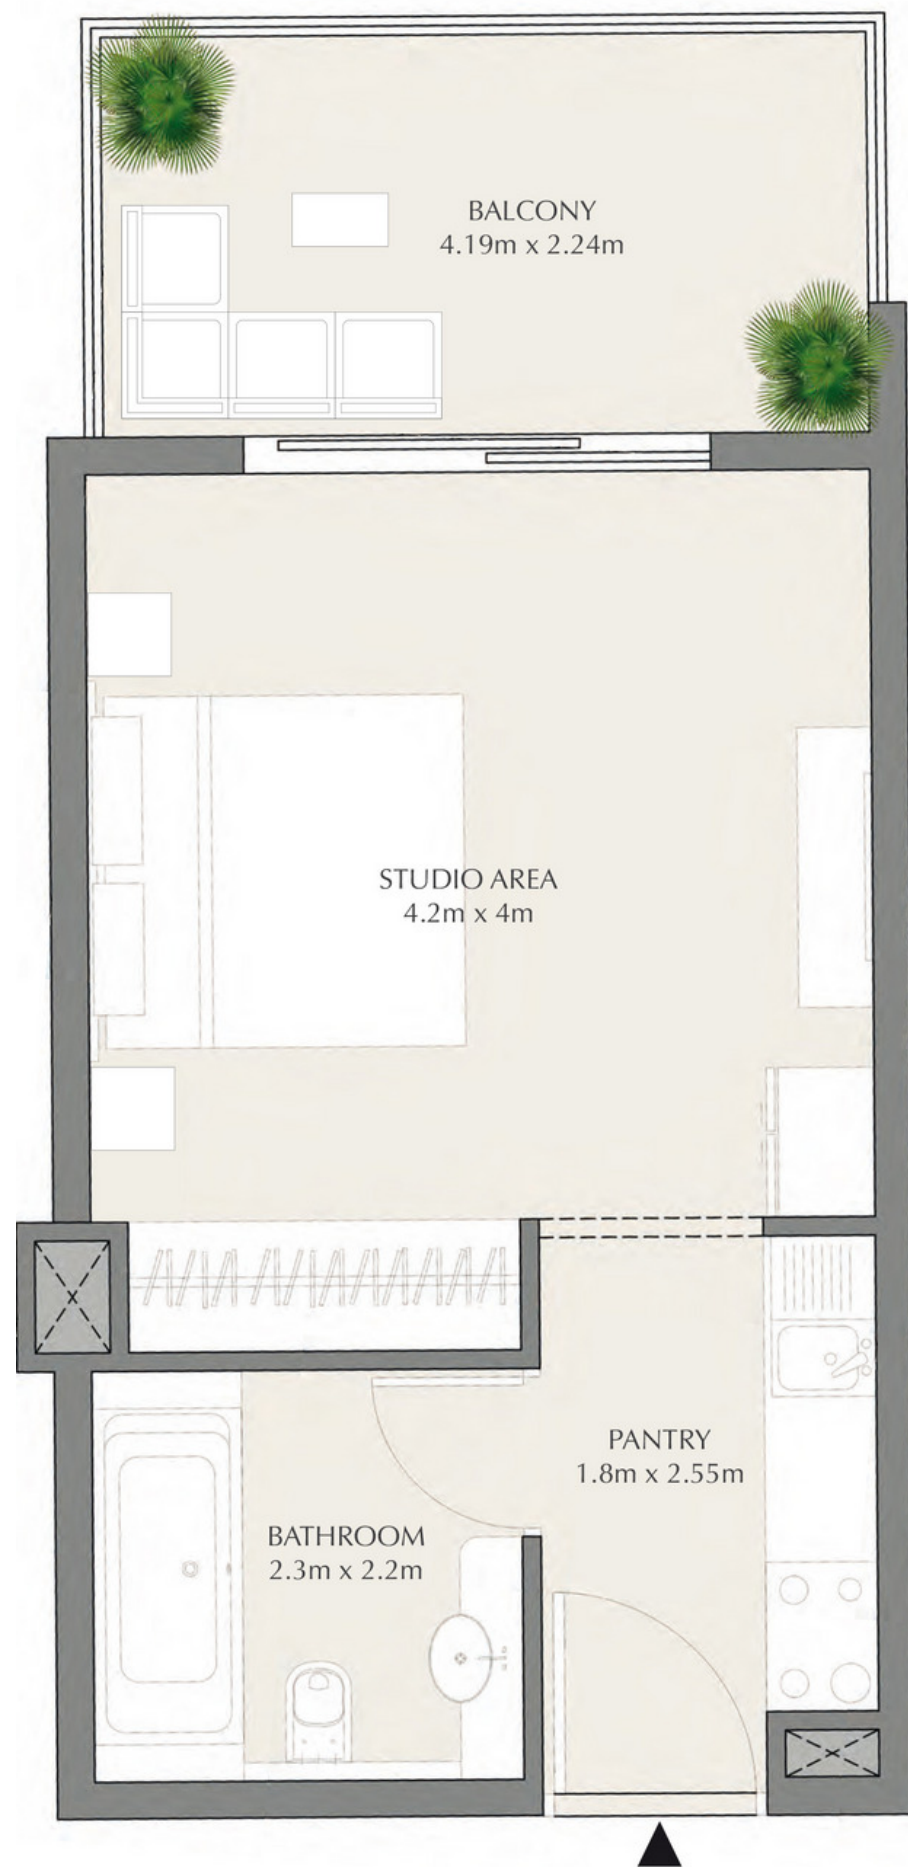 BALCONY
4.19m x 2.24m
STUDIO AREA
4.2m x 4m
PANTRY
1.8m x 2.55m
BATHROOM
2.3m x 2.2m